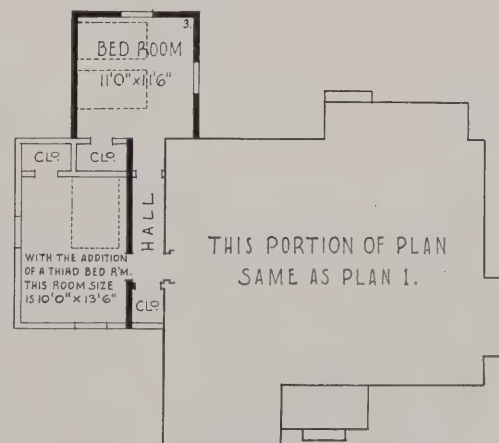 3.
BED ROOM
11'0" x 11'6"
CLO.
CLO.
HALL
WITH THE ADDITION
OF A THIRD BED R'M.
THIS ROOM SIZE
IS 10'0" x 13'6"
CLO.
THIS PORTION OF PLAN
SAME AS PLAN 1.